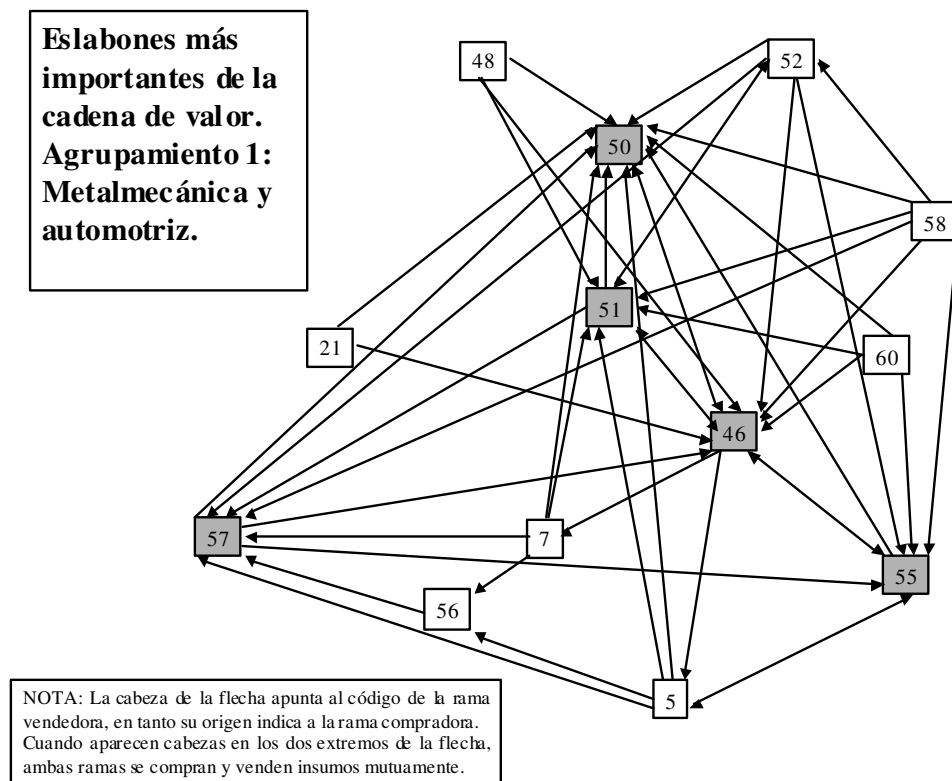 Eslabones más
importantes de la
cadena de valor.
Agrupamiento 1:
Metalmecánica y
automotriz.
48
52
50
58
51
21
60
46
57
7
55
56
5
NOTA: La cabeza de la flecha apunta al código de la rama
vendedora, en tanto su origen indica a la rama compradora.
Cuando aparecen cabezas en los dos extremos de la flecha,
ambas ramas se compran y venden insumos mutuamente.